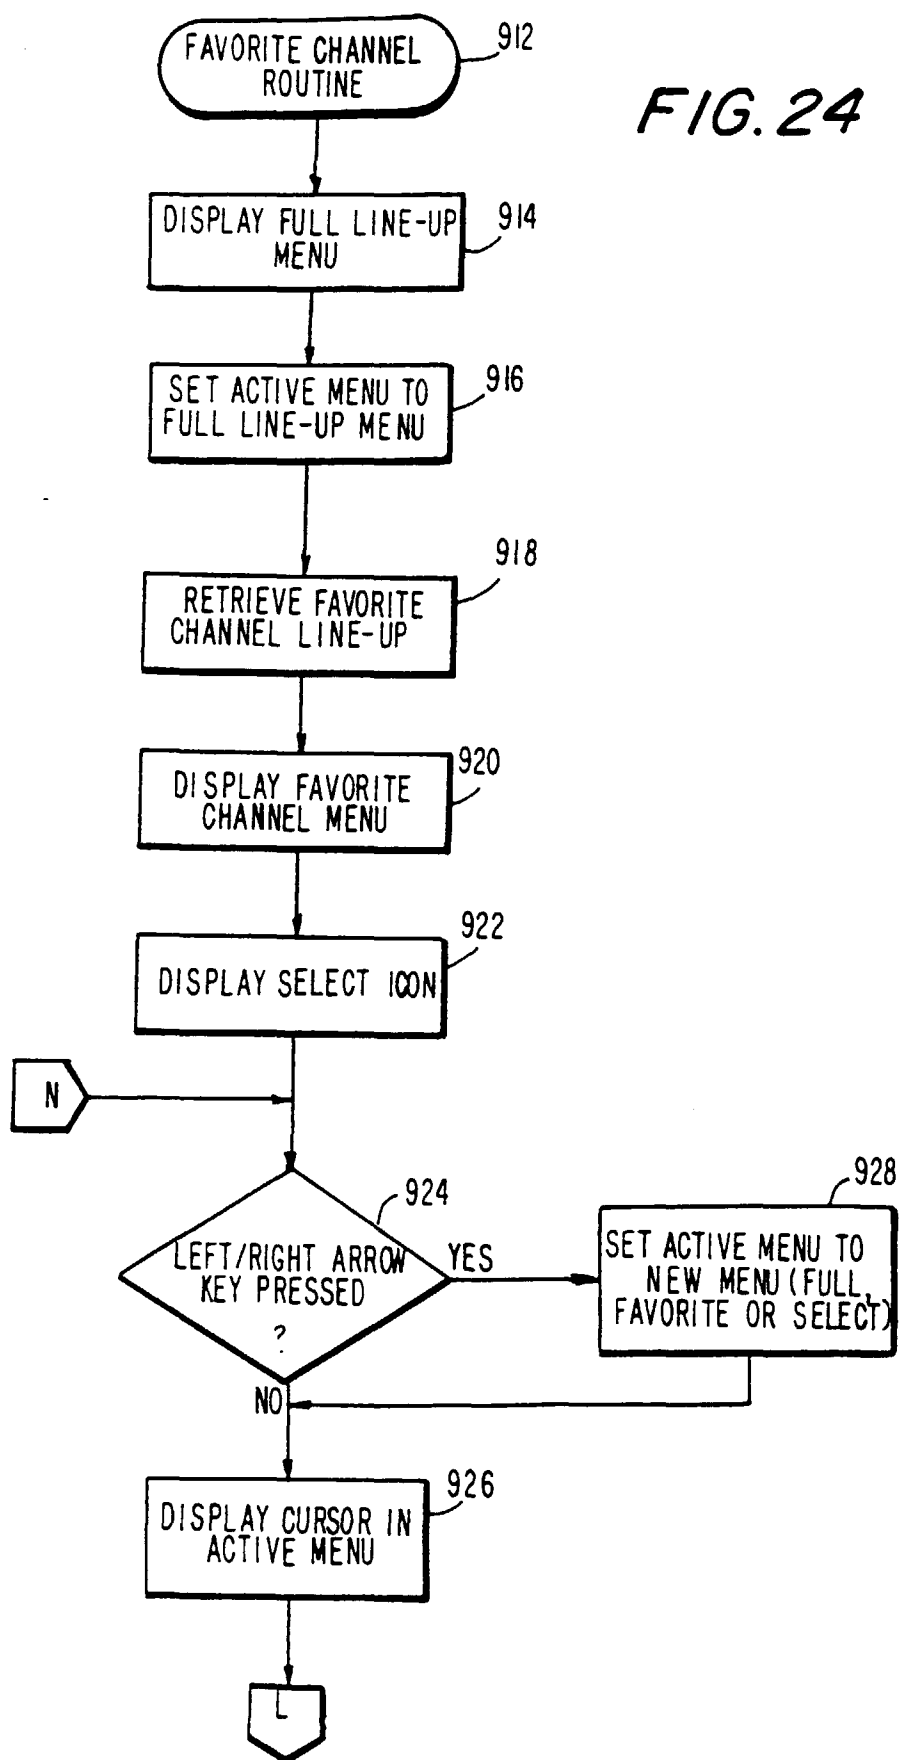 FAVORITE CHANNEL
ROUTINE
912
FIG. 24
DISPLAY FULL LINE-UP
MENU
914
SET ACTIVE MENU TO
FULL LINE-UP MENU
916
RETRIEVE FAVORITE
CHANNEL LINE-UP
918
DISPLAY FAVORITE
CHANNEL MENU
920
DISPLAY SELECT ICON
922
N
LEFT/RIGHT ARROW
KEY PRESSED
?
924
YES
SET ACTIVE MENU TO
NEW MENU (FULL,
FAVORITE OR SELECT)
928
NO
DISPLAY CURSOR IN
ACTIVE MENU
926
L